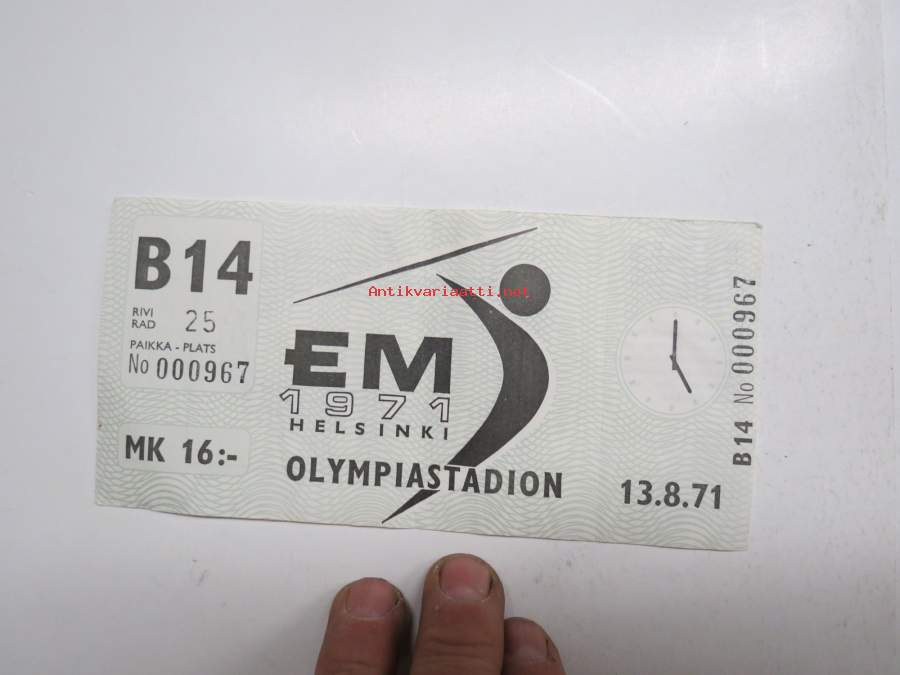 B14
RIVI
RAD 25
PAIKKA - PLATS
No 000967
MK 16:-
Antikvariaatti.net
EM
1971
HELSINKI
OLYMPIASTADION
13.8.71
B14 No 000967